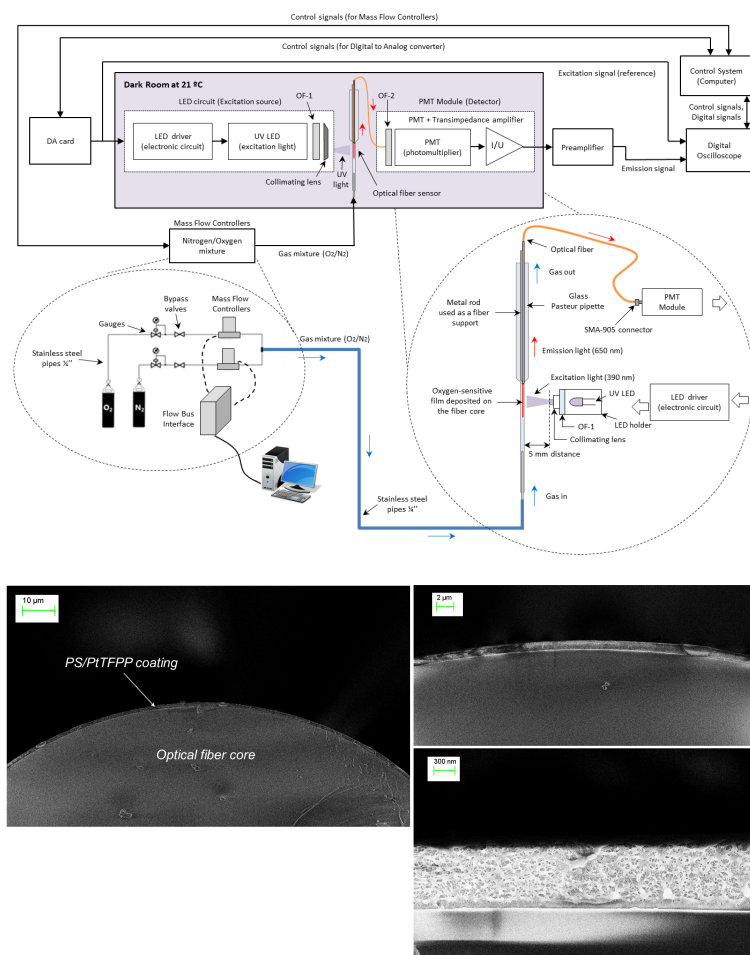 Control signals (for Mass Flow Controllers)
Control signals (for Digital to Analog converter)
Excitation signal (reference)
Control System
(Computer)
Dark Room at 21 ºC
LED circuit (Excitation source)
OF-1
OF-2
PMT Module (Detector)
PMT + Transimpedance amplifier
Control signals,
Digital signals
DA card
LED driver
(electronic circuit)
UV LED
(excitation light)
PMT
(photomultiplier)
I/U
Preamplifier
Digital
Oscilloscope
Collimating lens
UV
light
Optical fiber sensor
Emission signal
Mass Flow Controllers
Nitrogen/Oxygen
mixture
Gas mixture (O2/N2)
Optical fiber
Gas out
Metal rod
used as a fiber
support
Glass
Pasteur pipette
PMT
Module
SMA-905 connector
Bypass
valves
Mass Flow
Controllers
Gauges
Gas mixture (O2/N2)
Stainless steel
pipes ¼’’
Emission light (650 nm)
O2
N2
Flow Bus
Interface
Oxygen-sensitive
film deposited on
the fiber core
Excitation light (390 nm)
UV LED
LED driver
(electronic circuit)
OF-1
LED holder
Collimating lens
5 mm distance
Stainless steel
pipes ¼’’
Gas in
10 µm
PS/PtTFPP coating
Optical fiber core
2 µm
300 nm